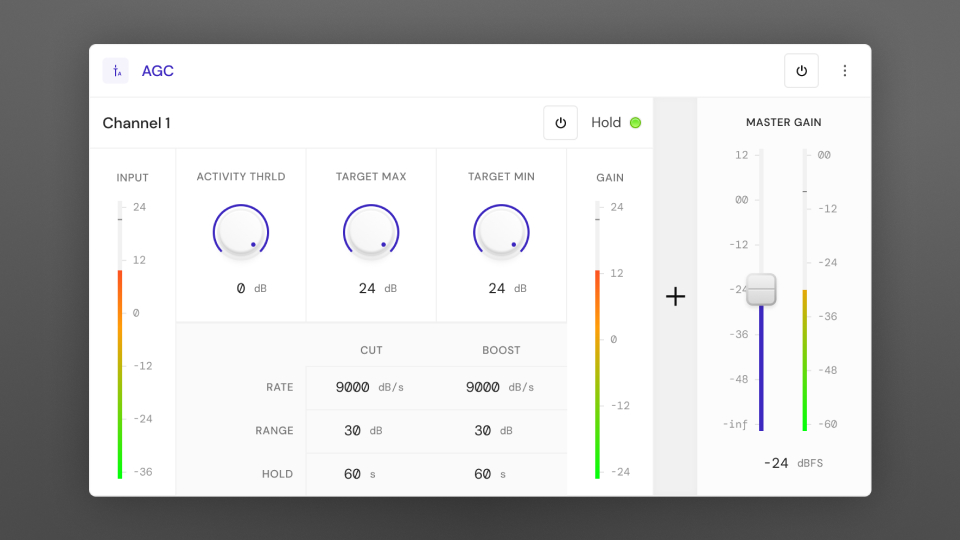 AGC
Channel 1
Hold
MASTER GAIN
INPUT
ACTIVITY THRLD
TARGET MAX
TARGET MIN
GAIN
24
12
0
-12
-24
-36
0 dB
24 dB
24 dB
CUT
BOOST
RATE
9000 dB/s
9000 dB/s
RANGE
30 dB
30 dB
HOLD
60 s
60 s
24
12
0
-12
-24
+
12
00
-12
-24
-36
-48
-inf
00
-12
-24
-36
-48
-60
-24 dBFS